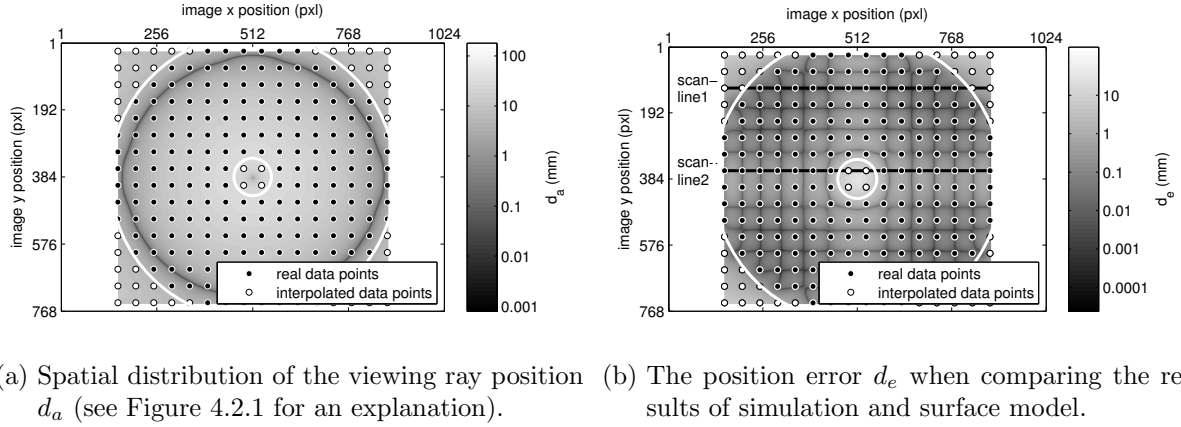 image x position (pxl)
1 256 512 768 1024
1
192
384
576
768
image y position (pxl)
real data points
interpolated data points
100
10
1
0.1
0.01
0.001
d_a (mm)
image x position (pxl)
1 256 512 768 1024
1
192
384
576
768
image y position (pxl)
scan-
line1
scan--
line2
real data points
interpolated data points
10
1
0.1
0.01
0.001
0.0001
d_e (mm)
a) Spatial distribution of the viewing ray position
d_a (see Figure 4.2.1 for an explanation).
(b) The position error d_e when comparing the re-
sults of simulation and surface model.